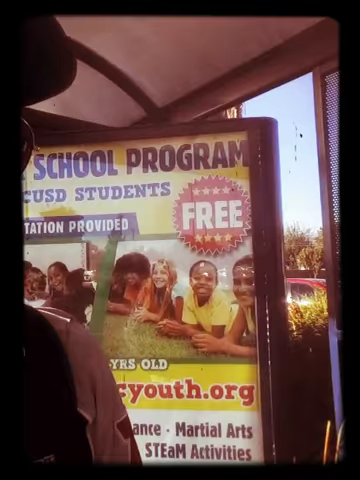 SCHOOL PROGRAM
CUSD STUDENTS
TATION PROVIDED
FREE
YRS OLD
cyouth.org
ance · Martial Arts
STEaM Activities